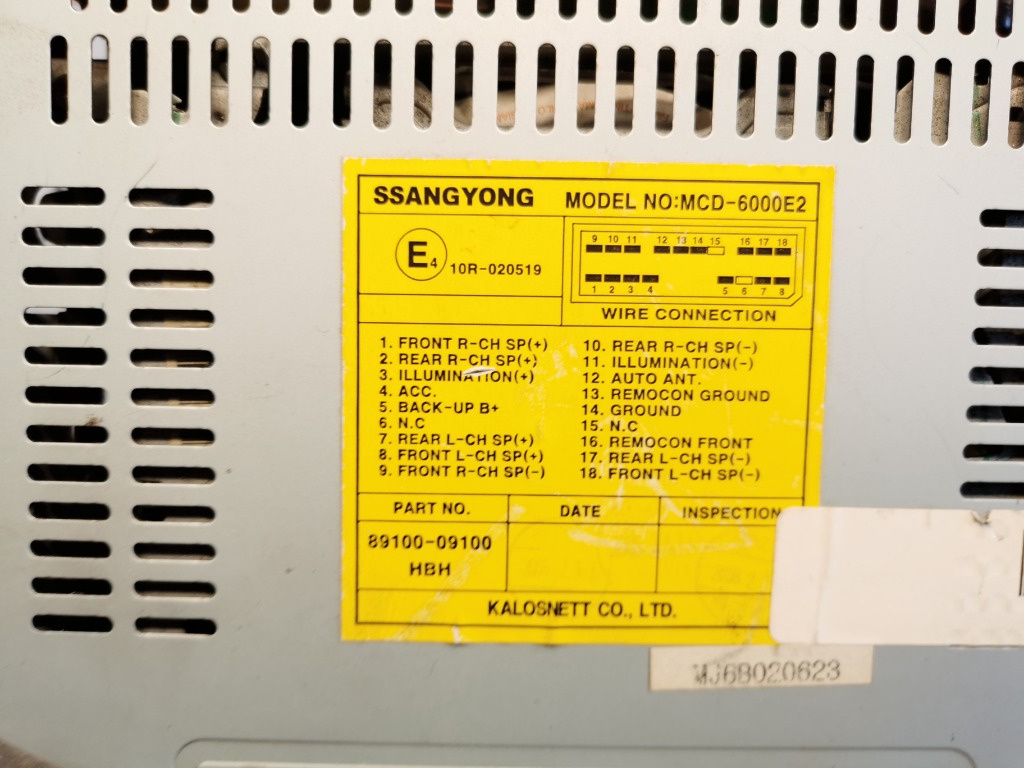 SSANGYONG MODEL NO:MCD-6000E2
E4 10R-020519
9 10 11 12 13 14 15 16 17 18
1 2 3 4 5 6 7 8
WIRE CONNECTION
1. FRONT R-CH SP(+)
2. REAR R-CH SP(+)
3. ILLUMINATION(+)
4. ACC.
5. BACK-UP B+
6. N.C
7. REAR L-CH SP(+)
8. FRONT L-CH SP(+)
9. FRONT R-CH SP(-)
10. REAR R-CH SP(-)
11. ILLUMINATION(-)
12. AUTO ANT.
13. REMOCON GROUND
14. GROUND
15. N.C
16. REMOCON FRONT
17. REAR L-CH SP(-)
18. FRONT L-CH SP(-)
PART NO. DATE INSPECTION
89100-09100
HBH
KALOSNETT CO., LTD.
MJ6B020623